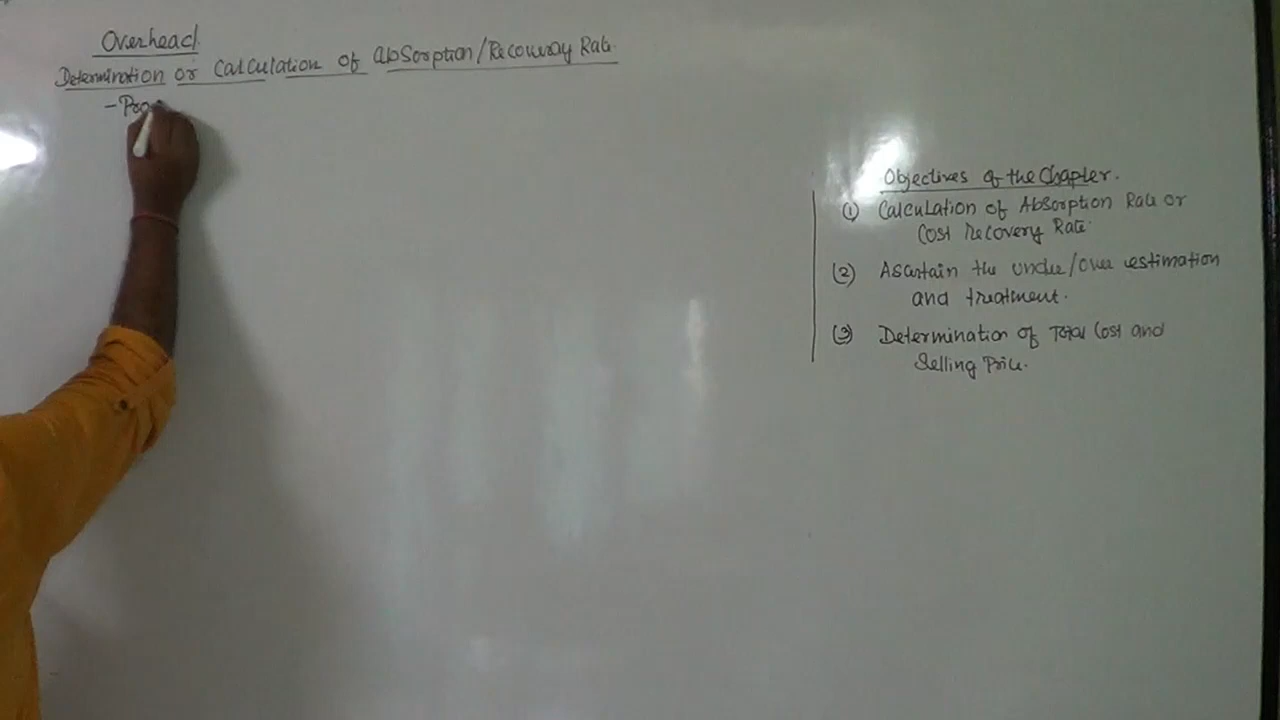 Overhead.
Determination or Calculation of Absorption/Recovery Rate.
- Pro
Objectives of the Chapter.
(1) Calculation of Absorption Rate or
Cost Recovery Rate.
(2) Ascertain the under/over estimation
and treatment.
(3) Determination of Total Cost and
Selling Price.